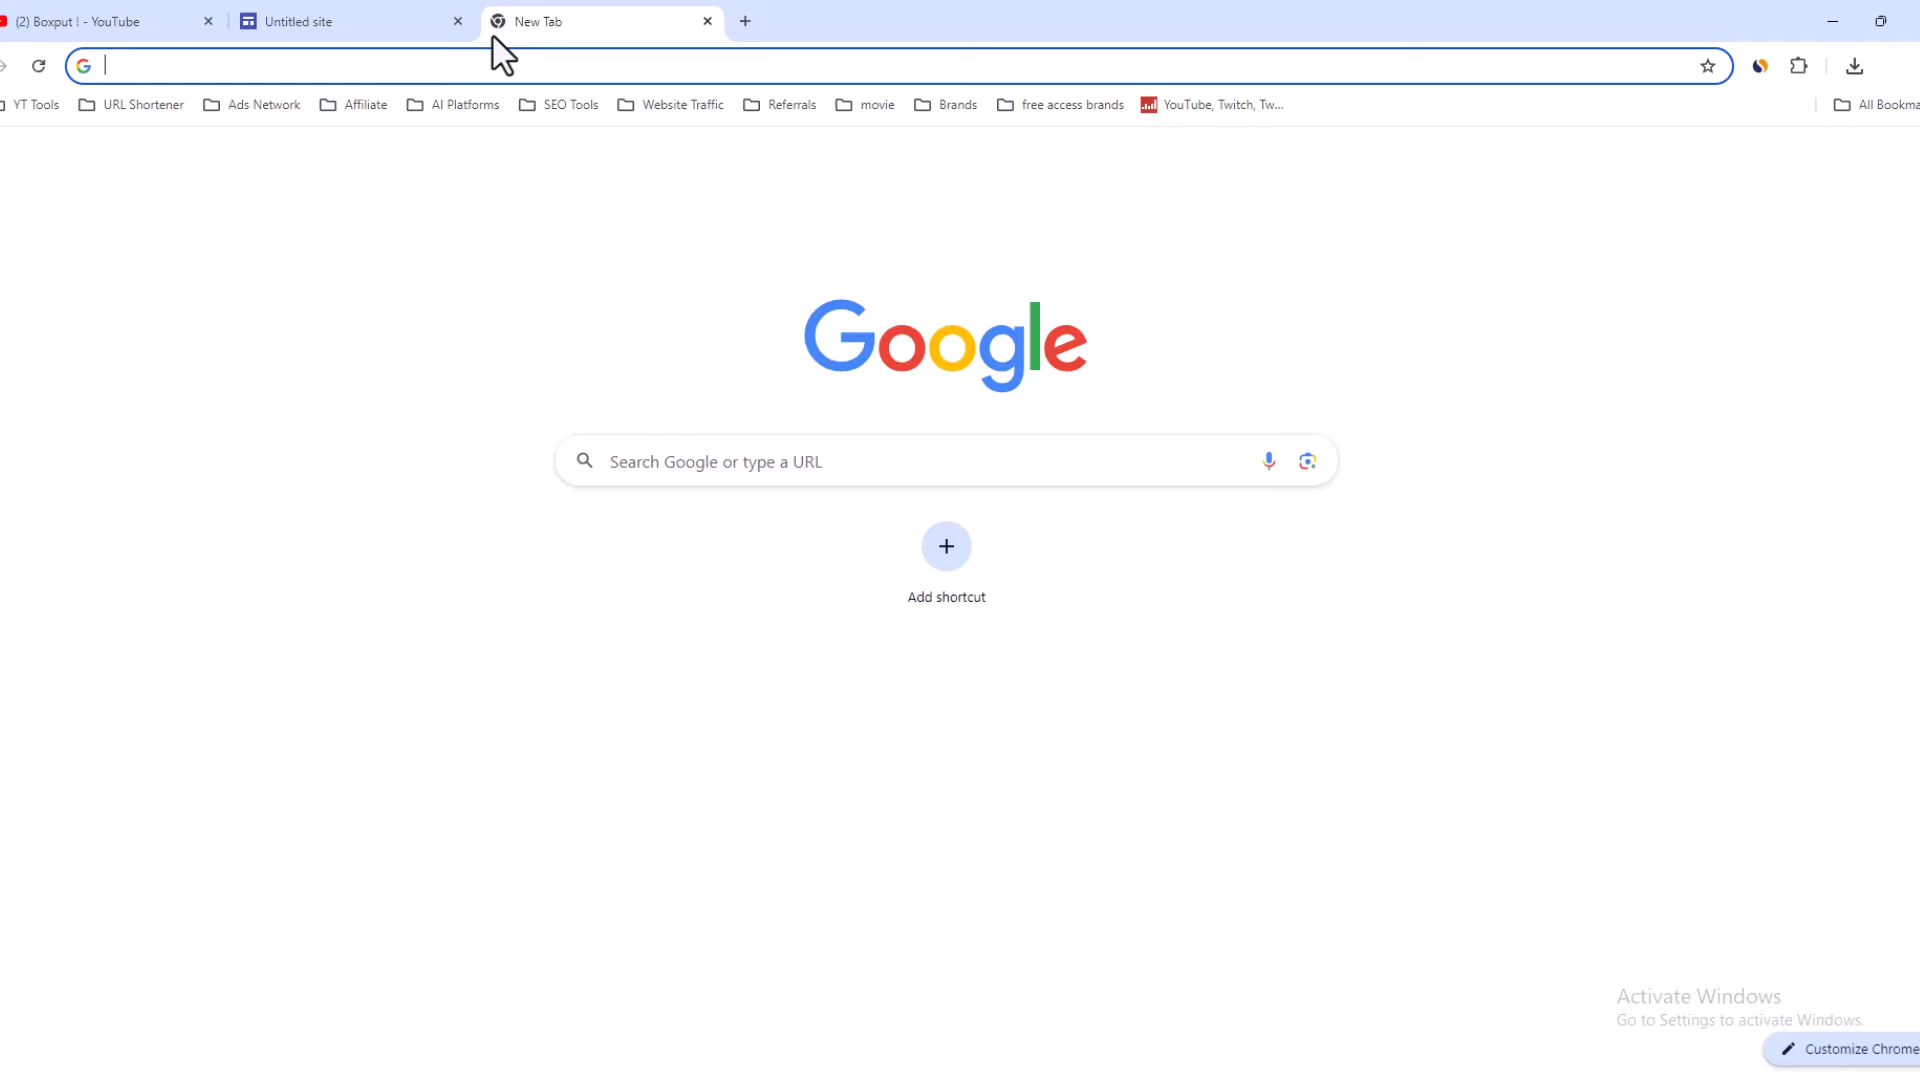 (2) Boxput ! - YouTube
Untitled site
New Tab
YT Tools
URL Shortener
Ads Network
Affiliate
AI Platforms
SEO Tools
Website Traffic
Referrals
movie
Brands
free access brands
YouTube, Twitch, Tw...
All Bookma
Google
Search Google or type a URL
Add shortcut
Activate Windows
Go to Settings to activate Windows.
Customize Chrome